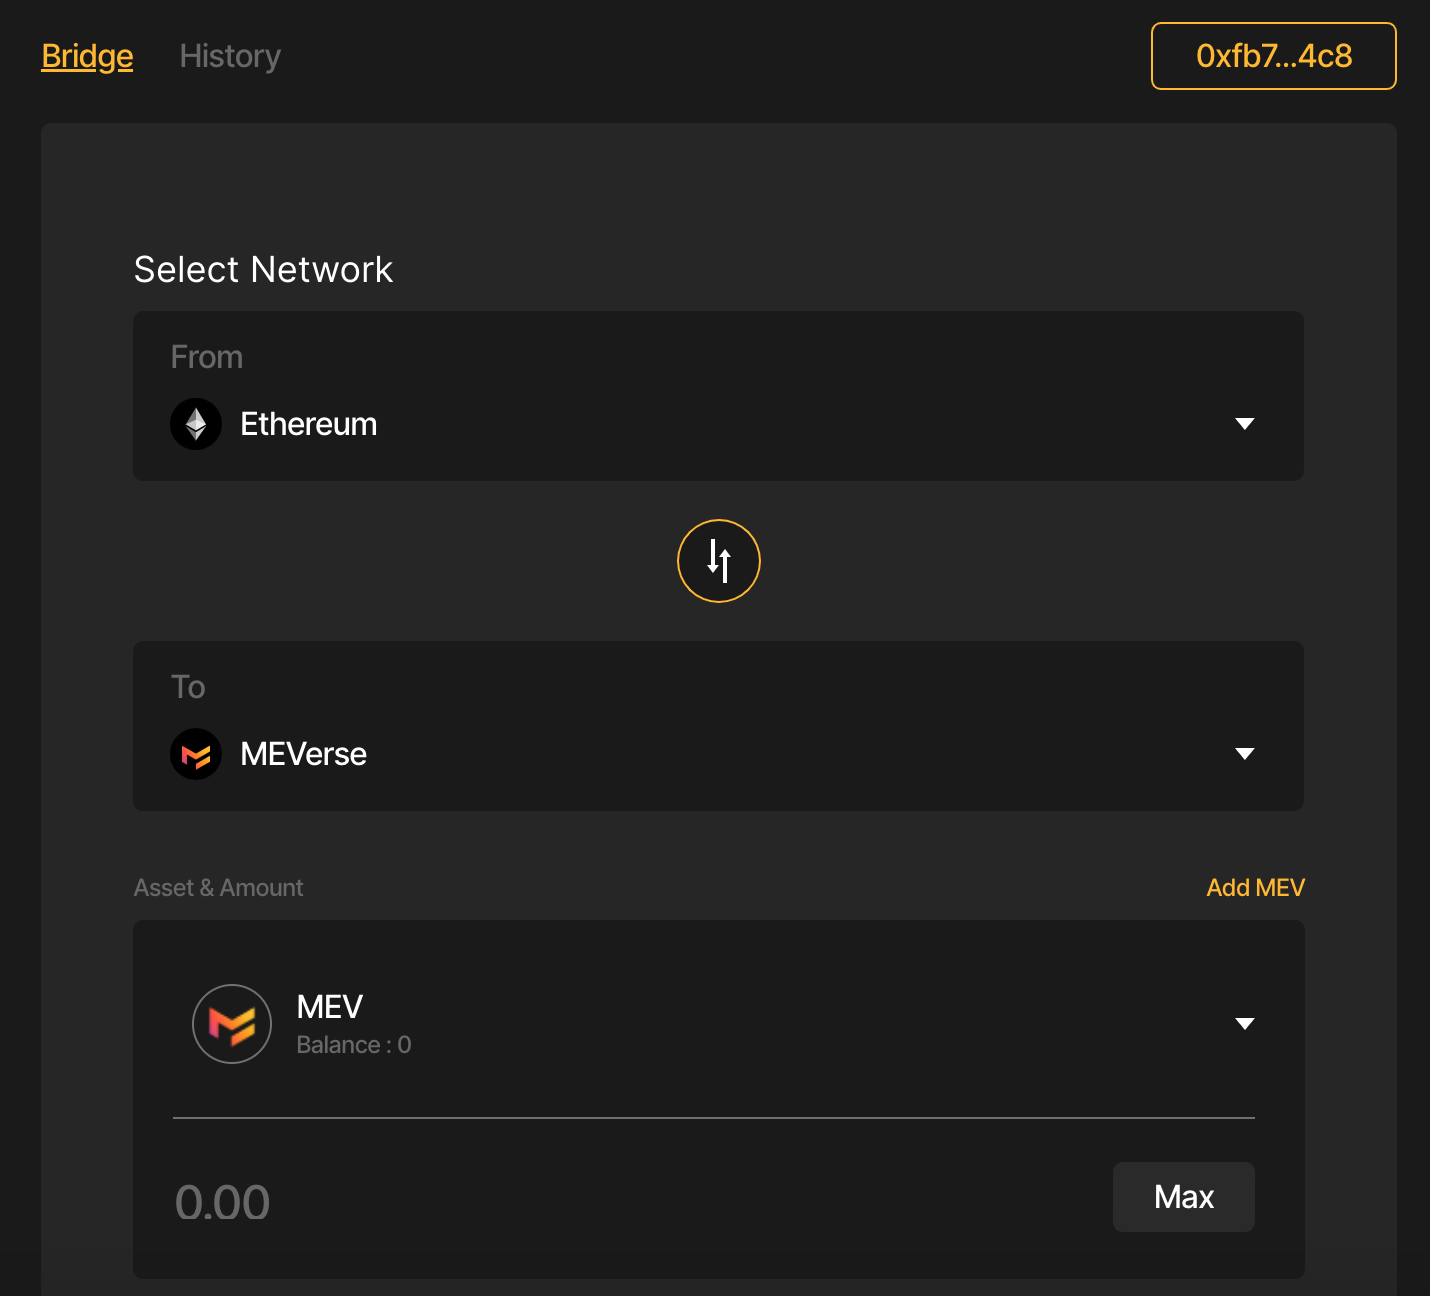 Bridge History 0xfb7...4c8
Select Network
From
Ethereum
To
MEVerse
Asset & Amount Add MEV
MEV
Balance : 0
0.00 Max